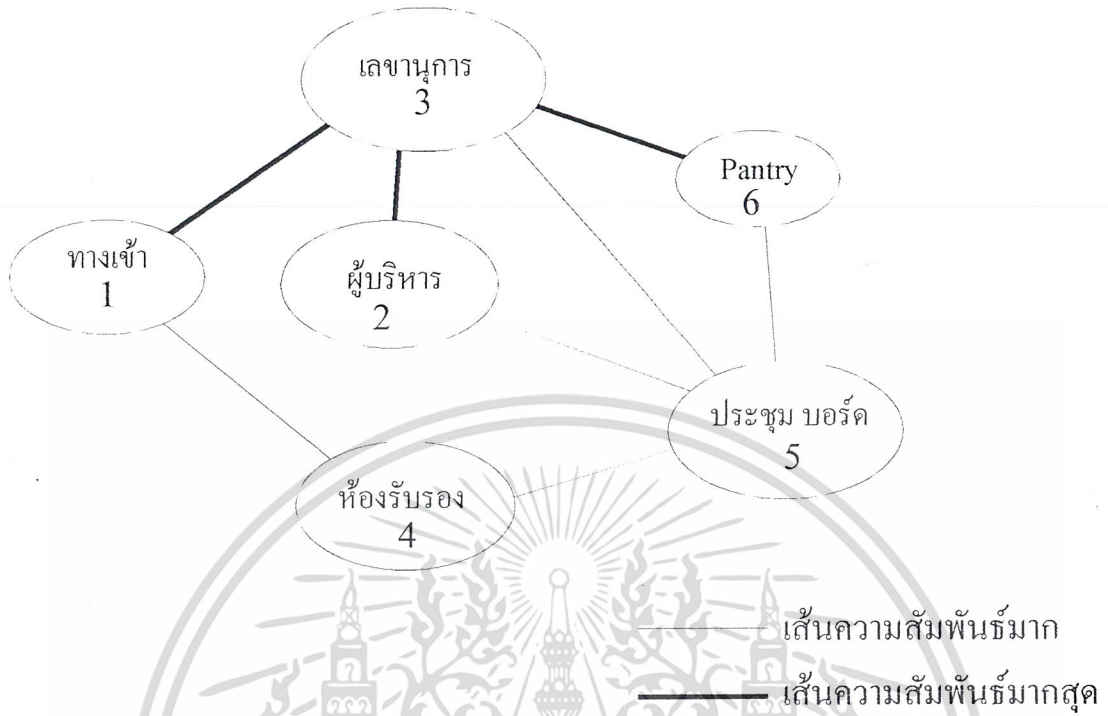 เลขานุการ
3
Pantry
6
ทางเข้า
1
ผู้บริหาร
2
ประชุม บอร์ด
5
ห้องรับรอง
4
เส้นความสัมพันธ์มาก
เส้นความสัมพันธ์มากสุด